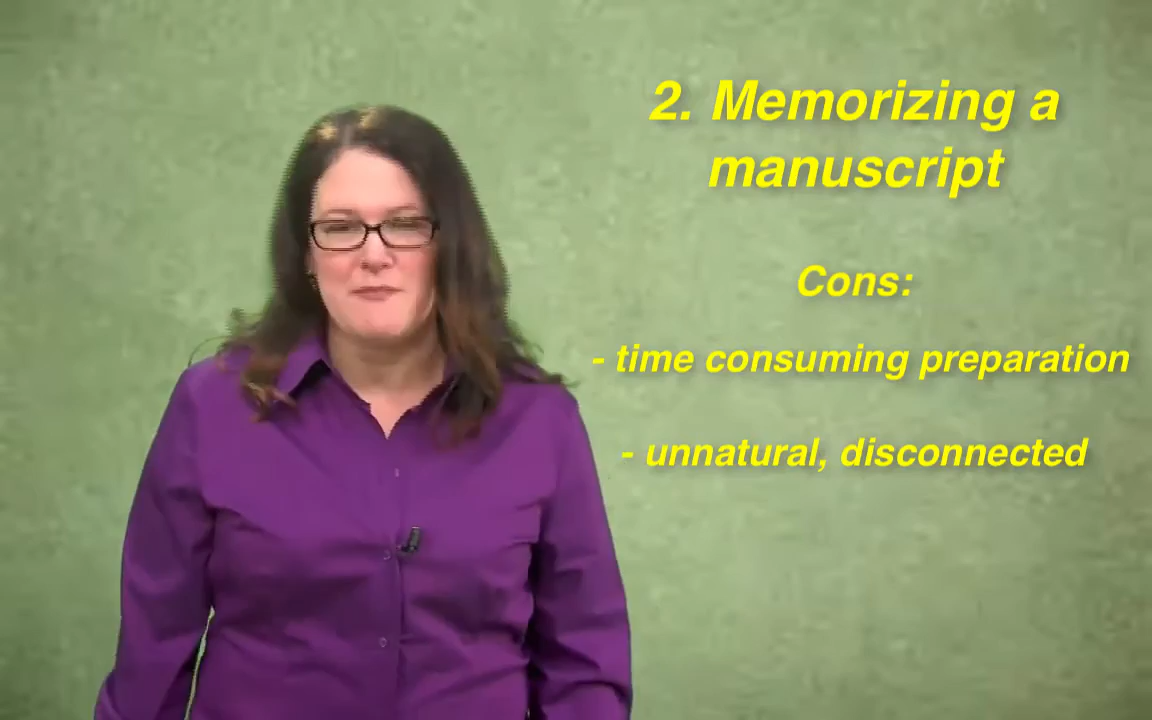 2. Memorizing a
manuscript
Cons:
- time consuming preparation
- unnatural, disconnected